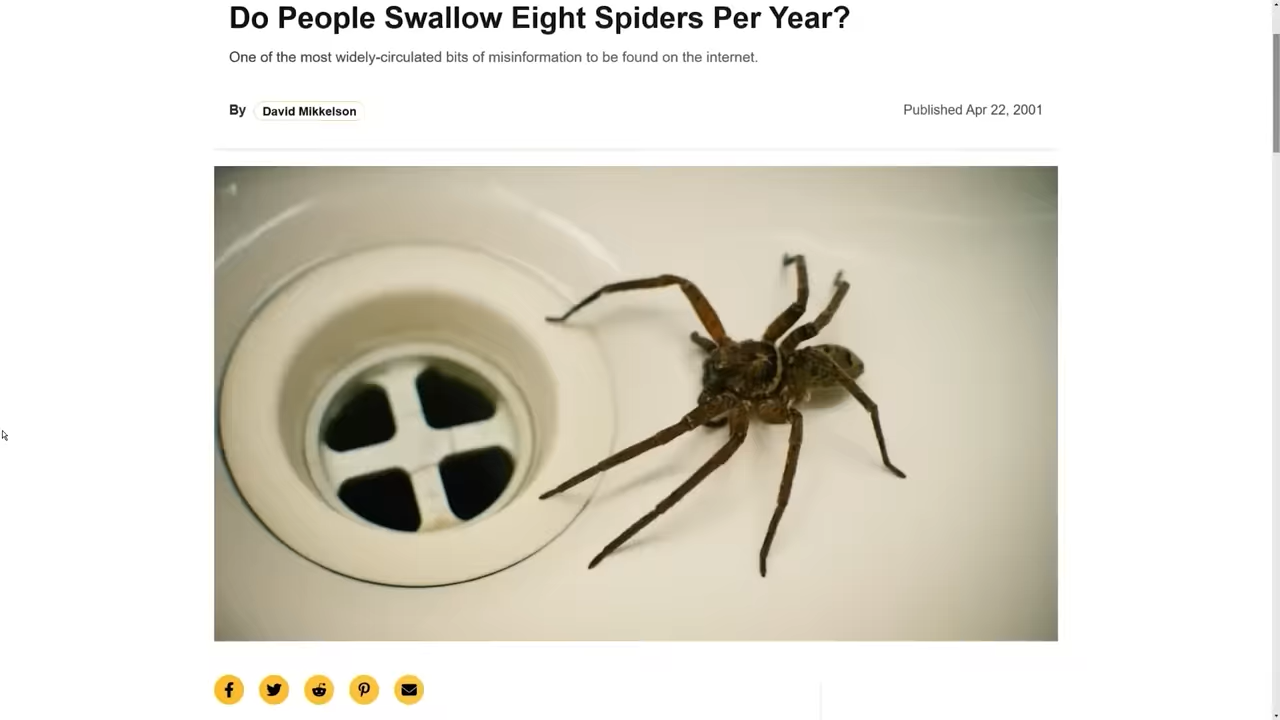 Do People Swallow Eight Spiders Per Year?
One of the most widely-circulated bits of misinformation to be found on the internet.
By David Mikkelson
Published Apr 22, 2001